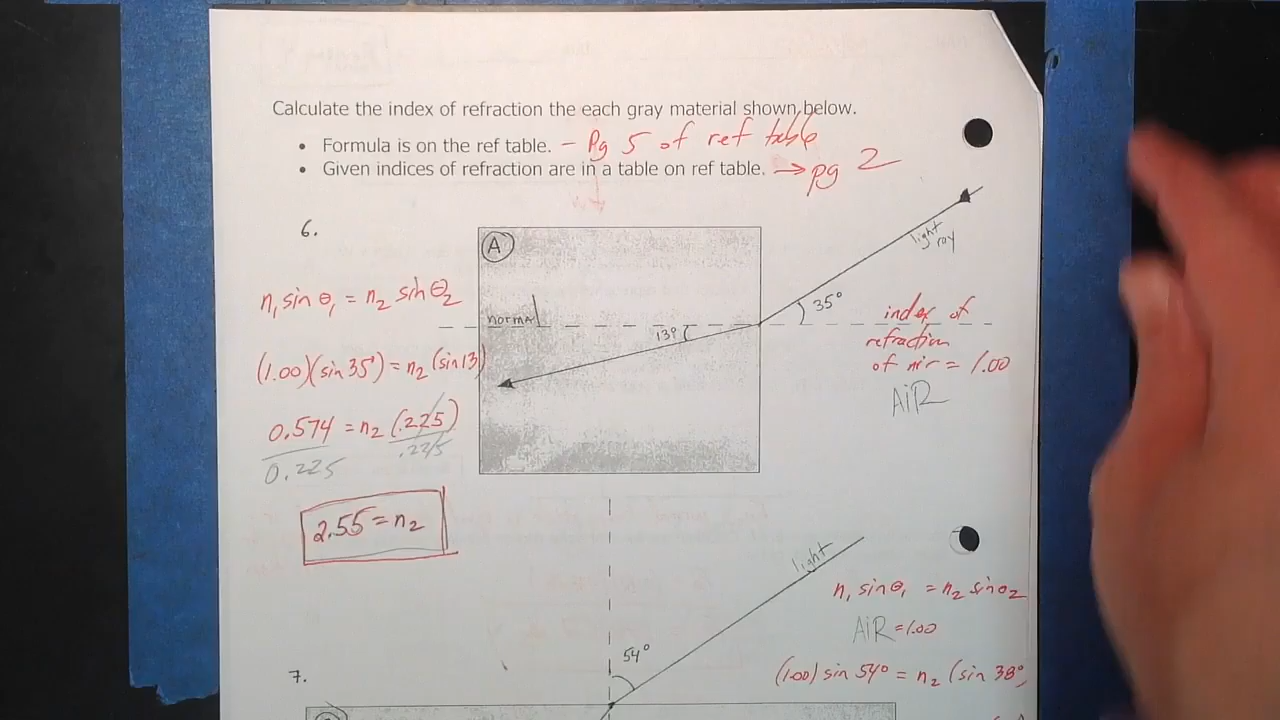 Calculate the index of refraction the each gray material shown below.
• Formula is on the ref table. – Pg 5 of ref table
• Given indices of refraction are in a table on ref table. → pg 2
6.
A
light ray
n₁ sin θ₁ = n₂ sin θ₂
normal
13°
35°
index of
refraction
of air = 1.00
AiR
(1.00)(sin 35°) = n₂ (sin 13)
0.574 = n₂ (.225)
0.225 .225
2.55 = n₂
light
n₁ sin θ₁ = n₂ sin θ₂
AiR = 1.00
54°
7.
(1.00) sin 54° = n₂ (sin 38°